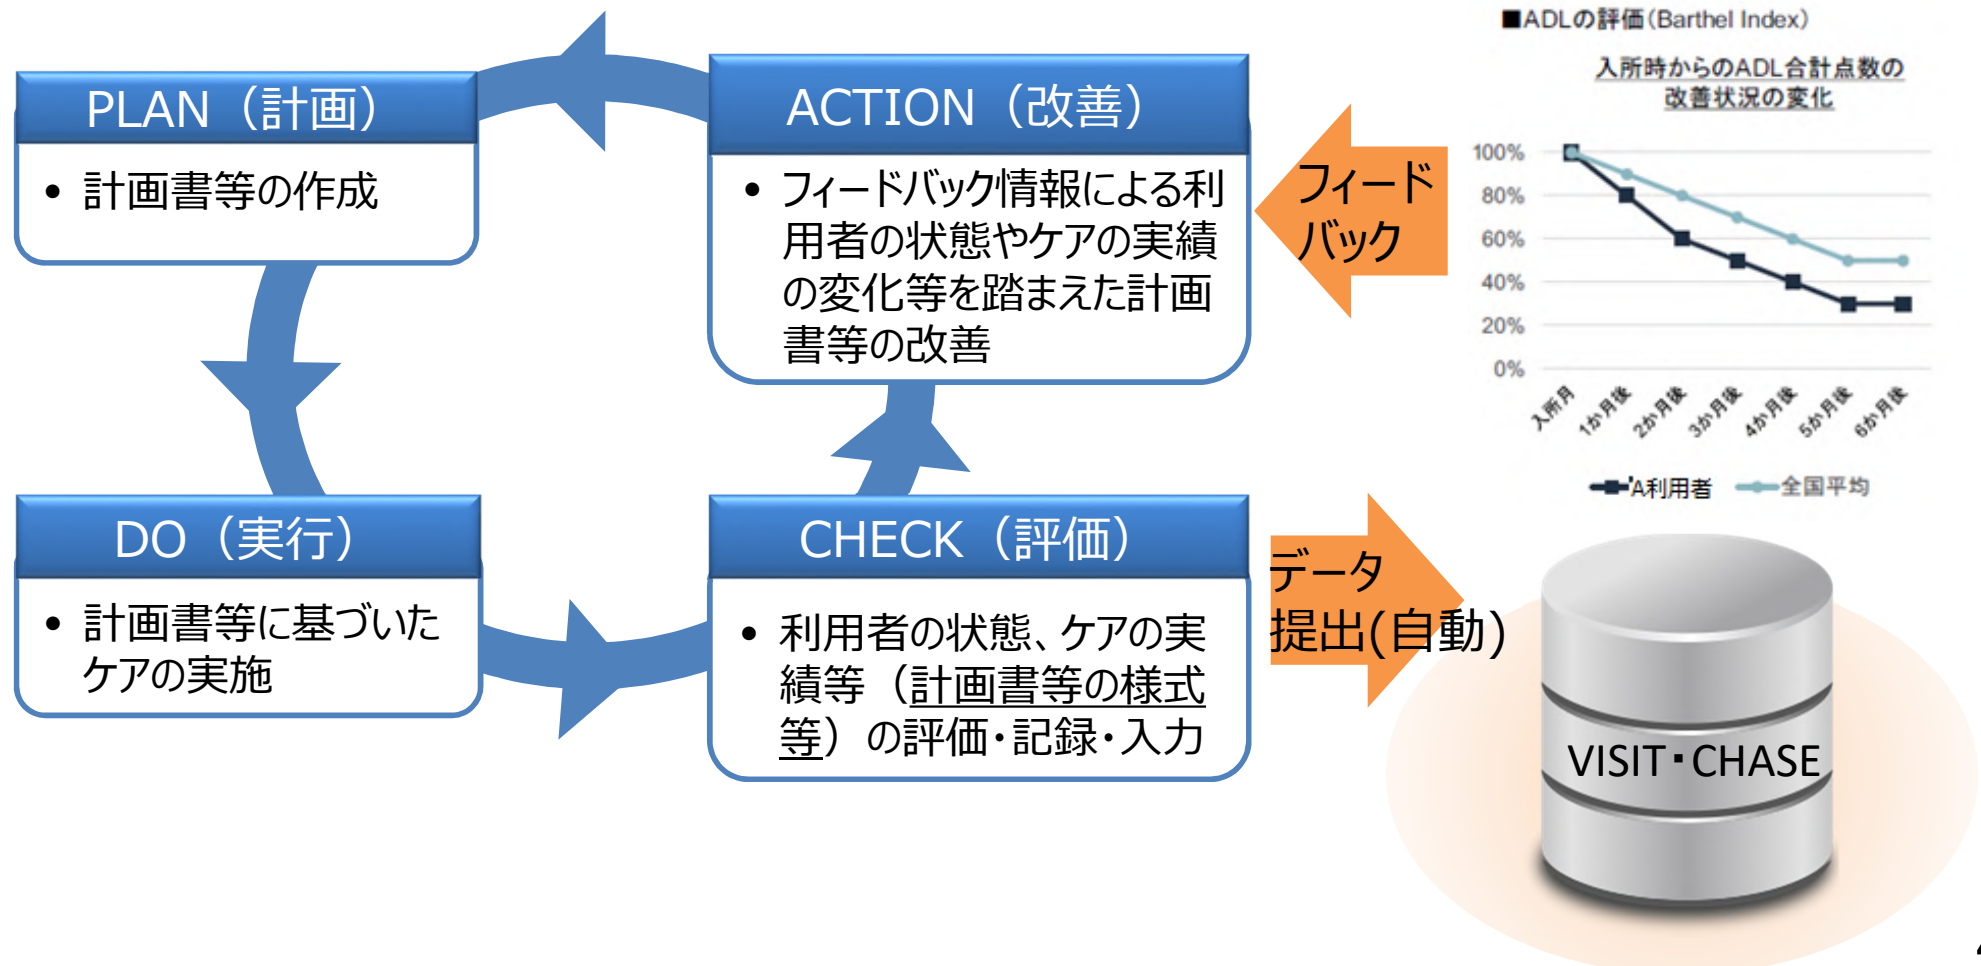 PLAN（計画）
• 計画書等の作成
ACTION（改善）
• フィードバック情報による利
用者の状態やケアの実績
の変化等を踏まえた計画
書等の改善
フィード
バック
■ADLの評価（Barthel Index）
入所時からのADL合計点数の
改善状況の変化
100%
80%
60%
40%
20%
0%
入所月
1か月後
2か月後
3か月後
4か月後
5か月後
6か月後
A利用者
全国平均
DO（実行）
• 計画書等に基づいた
ケアの実施
CHECK（評価）
• 利用者の状態、ケアの実
績等（計画書等の様式
等）の評価・記録・入力
データ
提出(自動)
VISIT・CHASE